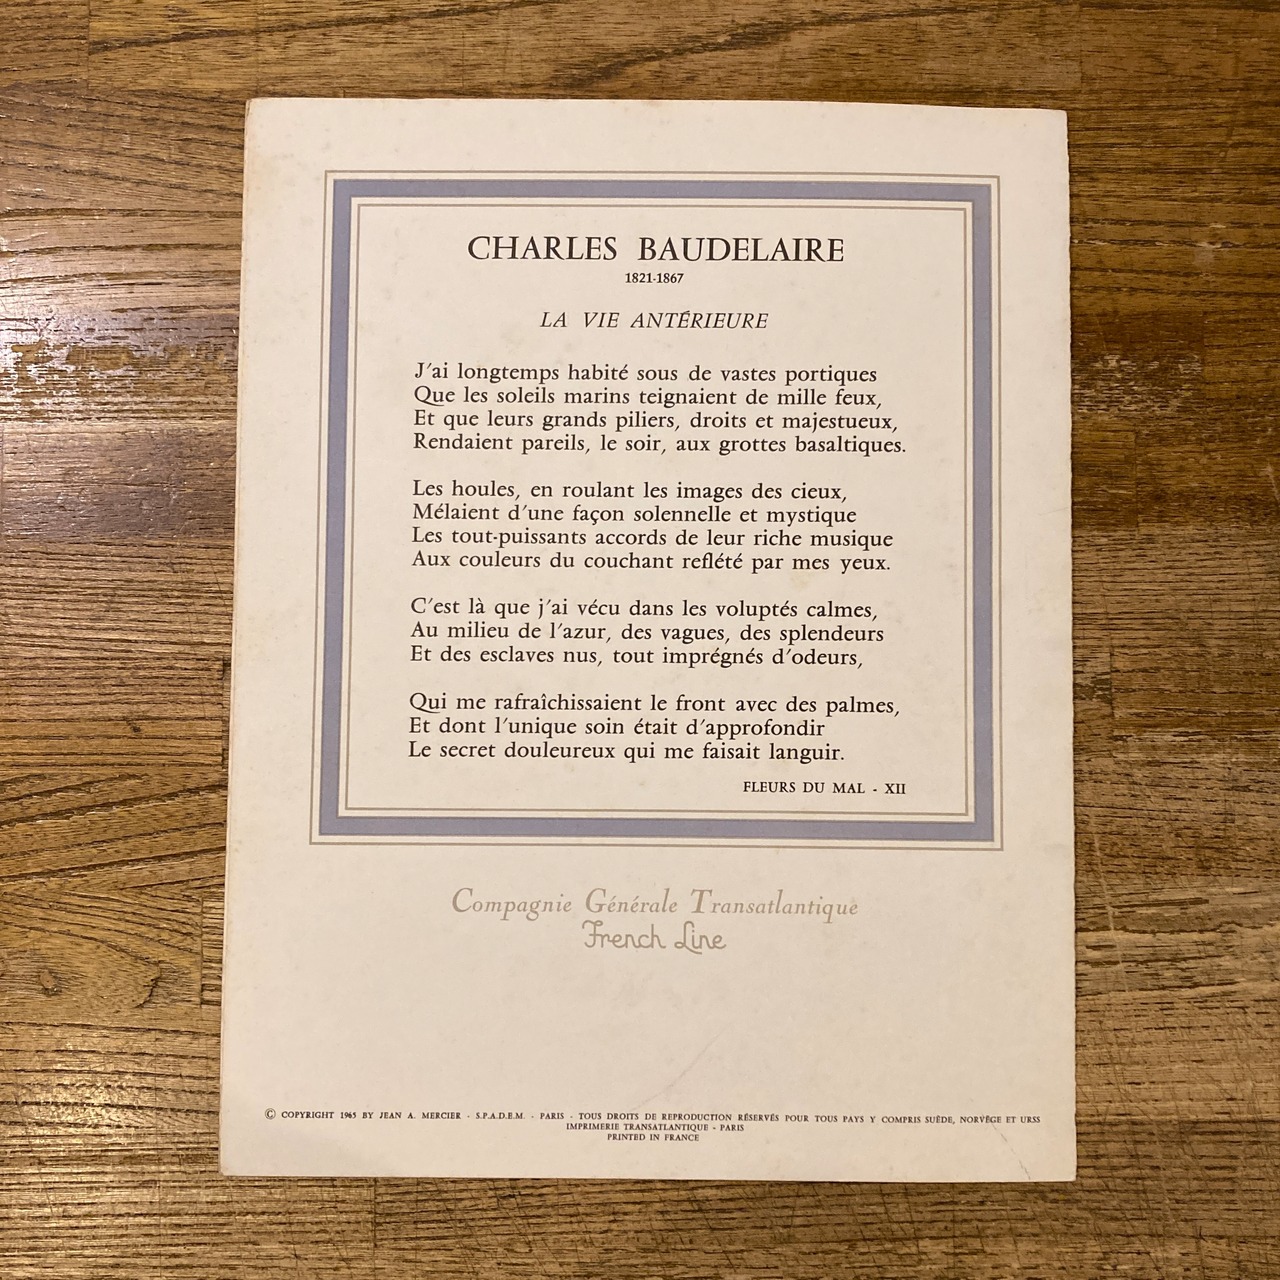 CHARLES BAUDELAIRE
1821-1867
LA VIE ANTÉRIEURE
J'ai longtemps habité sous de vastes portiques
Que les soleils marins teignaient de mille feux,
Et que leurs grands piliers, droits et majestueux,
Rendaient pareils, le soir, aux grottes basaltiques.
Les houles, en roulant les images des cieux,
Mélaient d'une façon solennelle et mystique
Les tout-puissants accords de leur riche musique
Aux couleurs du couchant reflété par mes yeux.
C'est là que j'ai vécu dans les voluptés calmes,
Au milieu de l'azur, des vagues, des splendeurs
Et des esclaves nus, tout imprégnés d'odeurs,
Qui me rafraîchissaient le front avec des palmes,
Et dont l'unique soin était d'approfondir
Le secret douleureux qui me faisait languir.
FLEURS DU MAL - XII
Compagnie Générale Transatlantique
French Line
© COPYRIGHT 1965 BY JEAN A. MERCIER - S.P.A.D.E.M. - PARIS - TOUS DROITS DE REPRODUCTION RÉSERVÉS POUR TOUS PAYS Y COMPRIS SUÈDE, NORVÈGE ET URSS
IMPRIMERIE TRANSATLANTIQUE - PARIS
PRINTED IN FRANCE